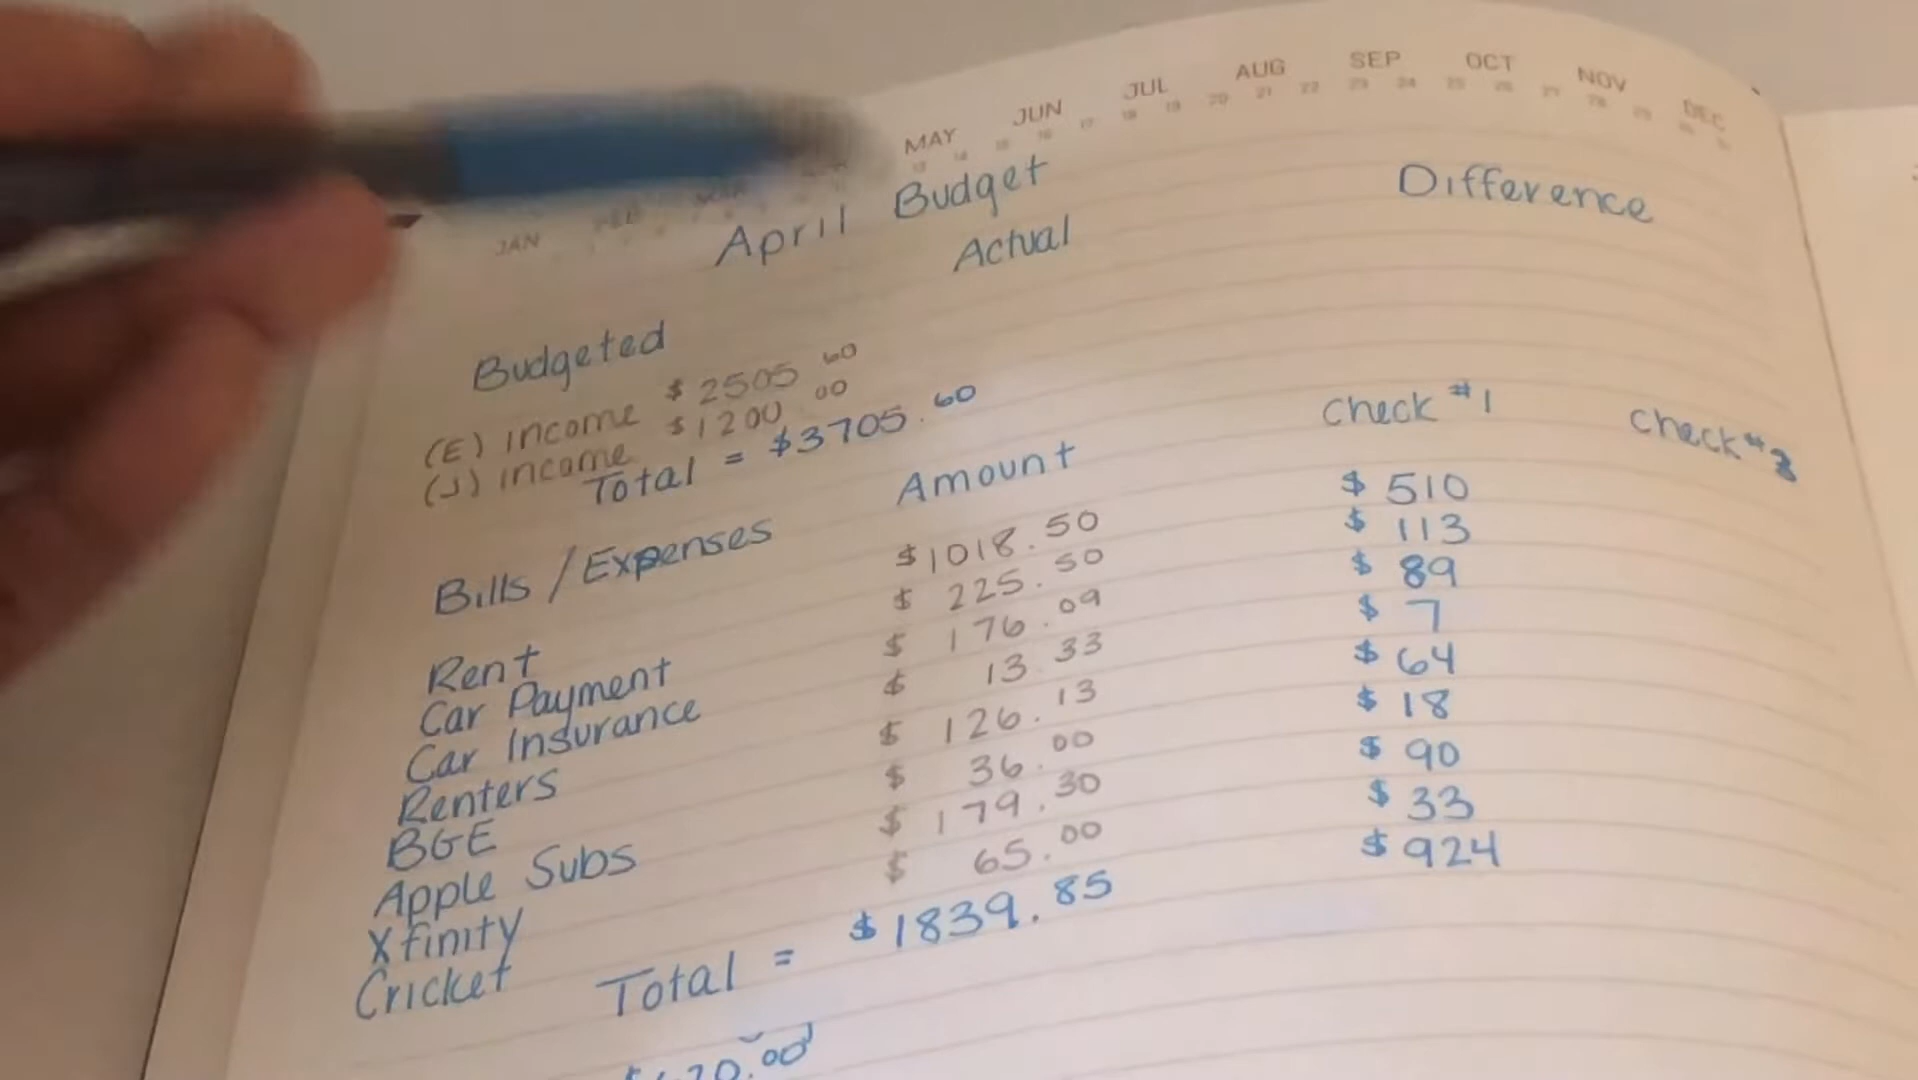 JAN FEB MAR MAY JUN JUL AUG SEP OCT NOV DEC
April Budget
Actual Difference
Budgeted
(E) income $2505 60
(J) income $1200 00
Total = $3705.60
Bills / Expenses Amount Check #1 Check #2
Rent $1018.50 $510
Car Payment $225.50 $113
Car Insurance $176.09 $89
Renters $13.33 $7
BGE $126.13 $64
Apple Subs $36.00 $18
Xfinity $179.30 $90
Cricket $65.00 $33
Total = $1839.85 $924